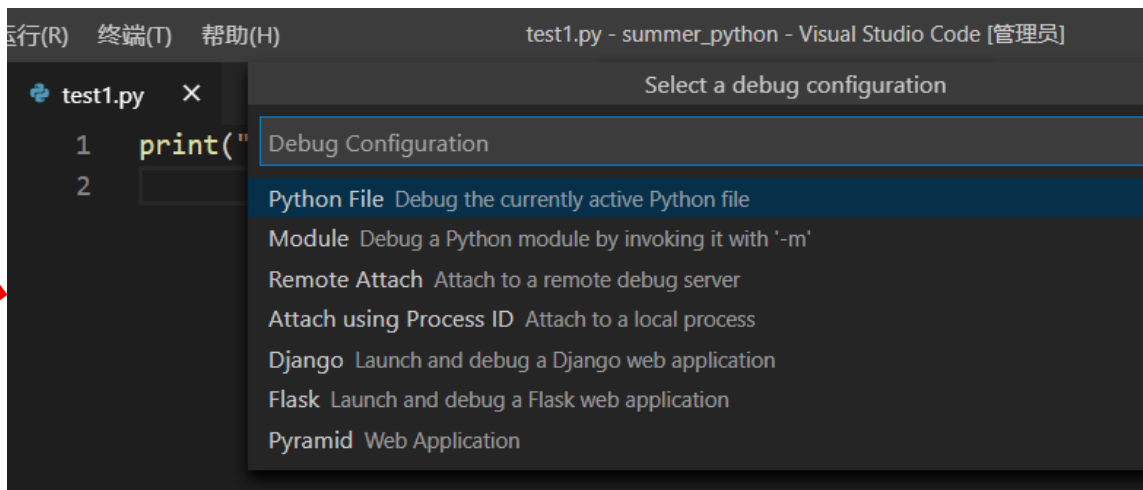 运行(R) 终端(T) 帮助(H) test1.py - summer_python - Visual Studio Code [管理员]
test1.py ×
Select a debug configuration
Debug Configuration
1 print("
2
Python File Debug the currently active Python file
Module Debug a Python module by invoking it with '-m'
Remote Attach Attach to a remote debug server
Attach using Process ID Attach to a local process
Django Launch and debug a Django web application
Flask Launch and debug a Flask web application
Pyramid Web Application